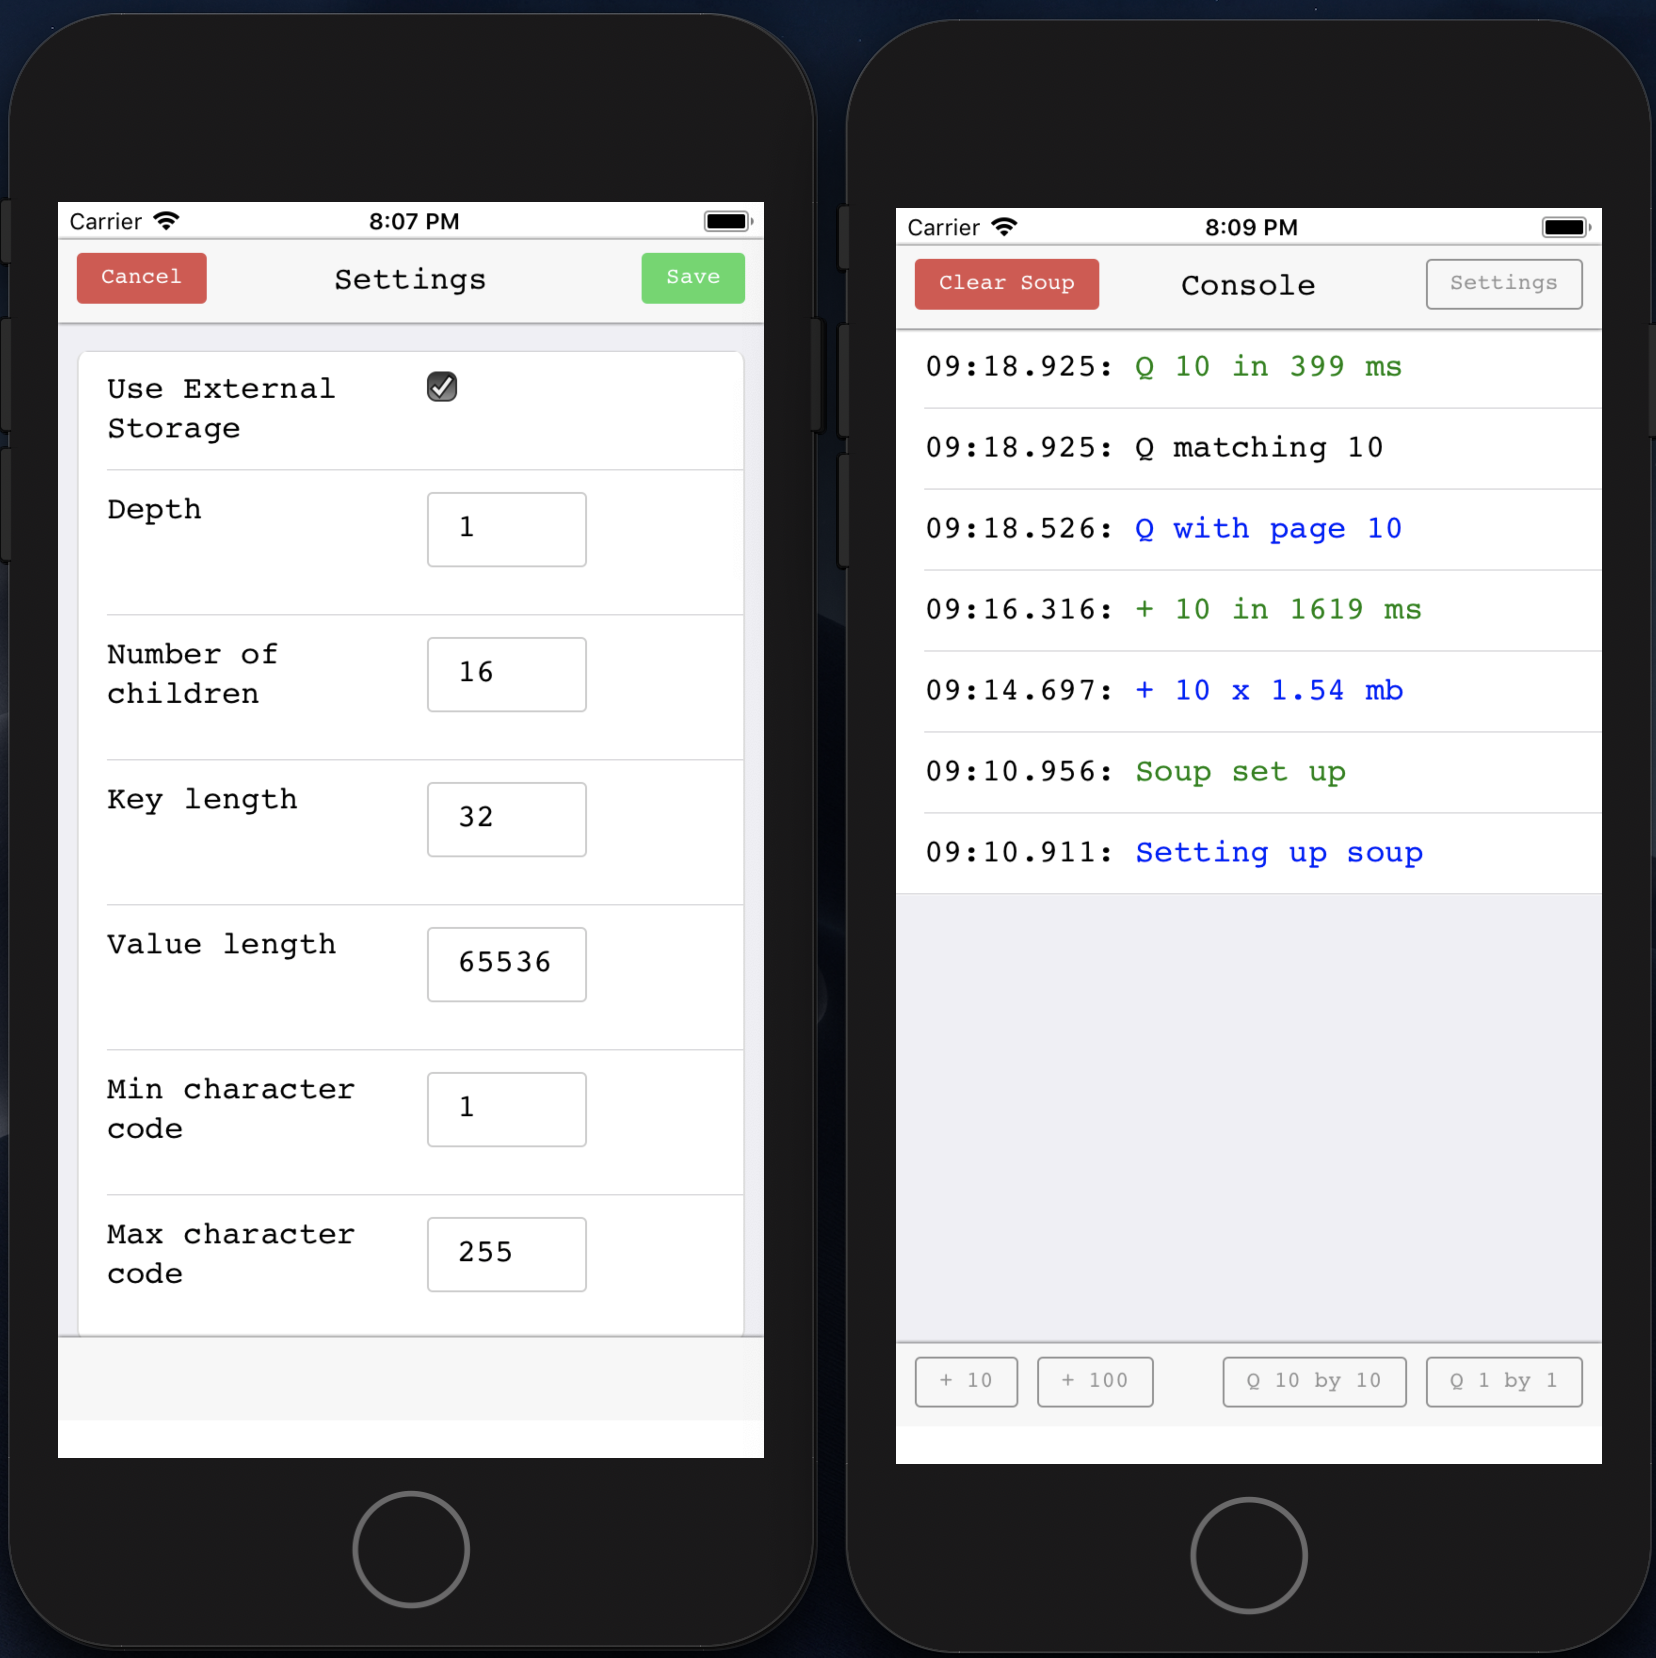 Carrier 8:07 PM
Cancel Settings Save
Use External
Storage
Depth 1
Number of
children 16
Key length 32
Value length 65536
Min character
code 1
Max character
code 255
Carrier 8:09 PM
Clear Soup Console Settings
09:18.925: Q 10 in 399 ms
09:18.925: Q matching 10
09:18.526: Q with page 10
09:16.316: + 10 in 1619 ms
09:14.697: + 10 x 1.54 mb
09:10.956: Soup set up
09:10.911: Setting up soup
+ 10 + 100 Q 10 by 10 Q 1 by 1